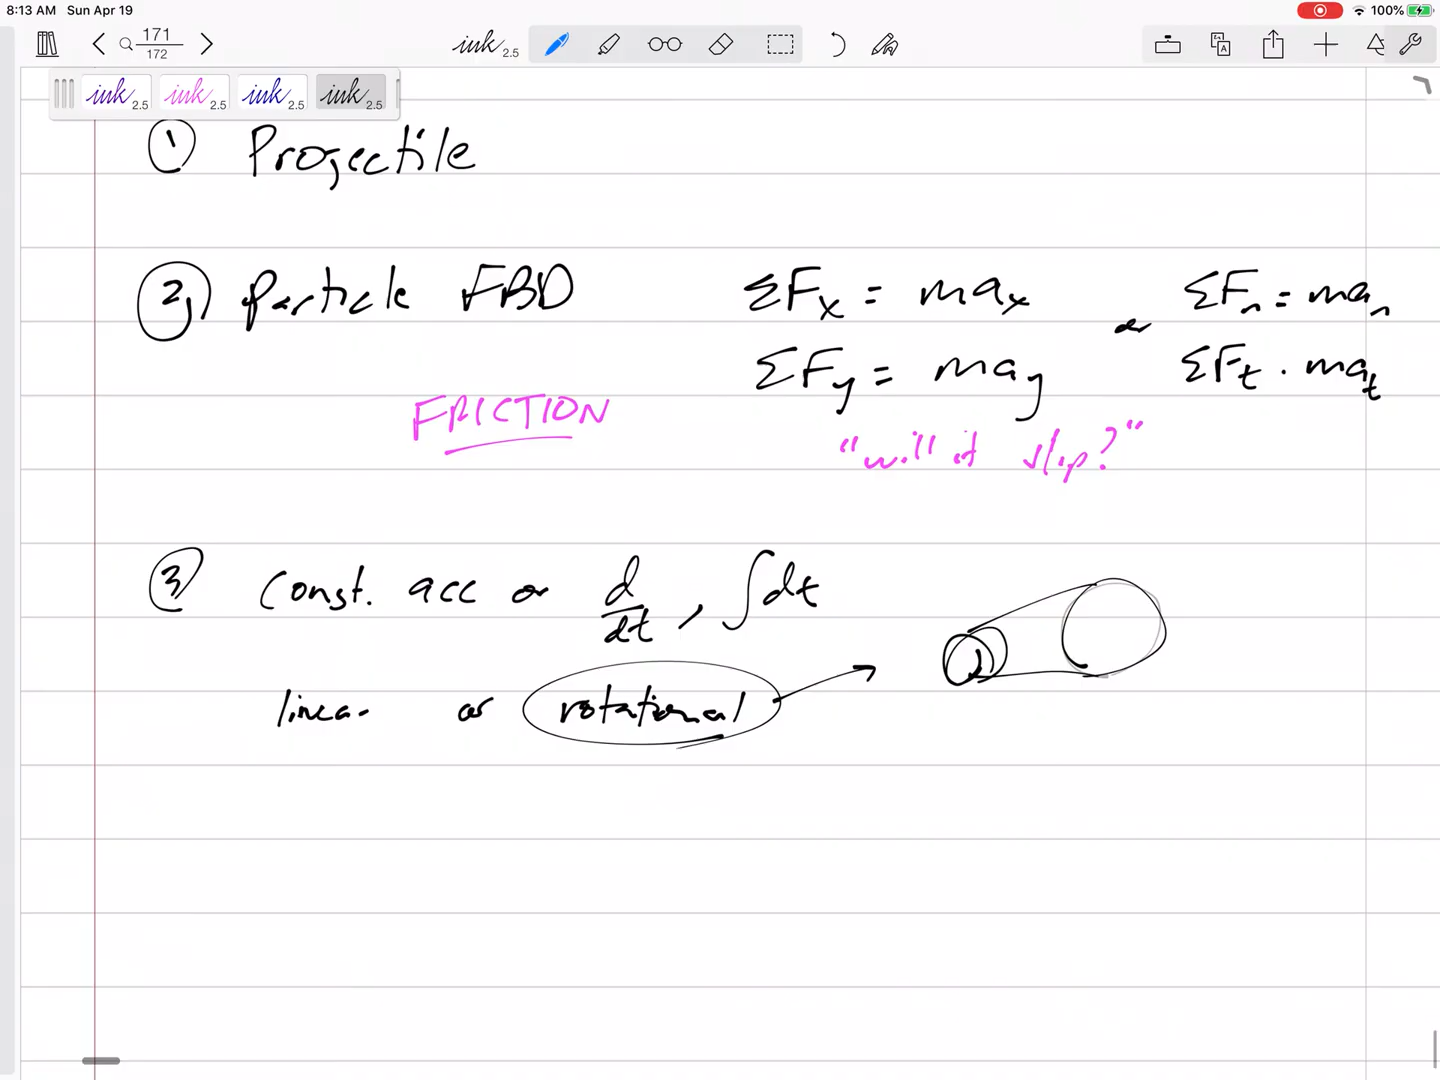 8:13 AM Sun Apr 19
100%
171
172
ink 2.5
ink 2.5 ink 2.5 ink 2.5 ink 2.5
① Projectile
② Particle FBD ΣFx = max or ΣFn = man
ΣFy = may ΣFt . mat
FRICTION "will it slip?"
③ Const. acc or d/dt, ∫dt
linear or rotational